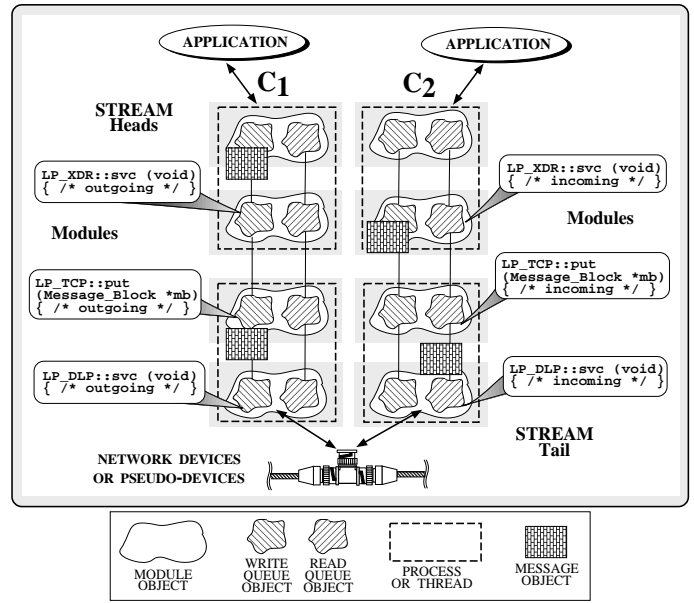 APPLICATION
APPLICATION
C1
C2
STREAM
Heads
LP_XDR::svc (void)
{ /* outgoing */ }
LP_XDR::svc (void)
{ /* incoming */ }
Modules
Modules
LP_TCP::put
(Message_Block *mb)
{ /* outgoing */ }
LP_TCP::put
(Message_Block *mb)
{ /* incoming */ }
LP_DLP::svc (void)
{ /* outgoing */ }
LP_DLP::svc (void)
{ /* incoming */ }
STREAM
Tail
NETWORK DEVICES
OR PSEUDO-DEVICES
MODULE
OBJECT
WRITE
QUEUE
OBJECT
READ
QUEUE
OBJECT
PROCESS
OR THREAD
MESSAGE
OBJECT